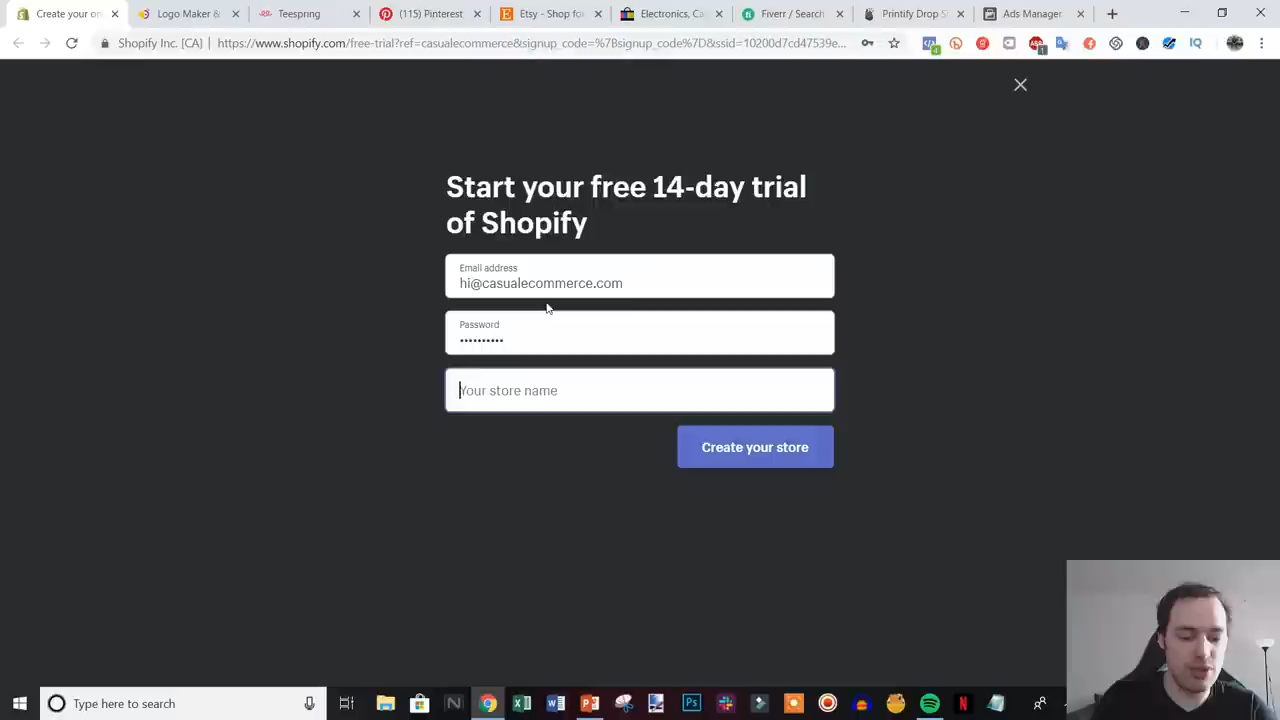 Create your on
Logo Maker &
Teespring
(115) Pinterest
Etsy - Shop fo
Electronics, Ca
Fiverr / Search
Printify Drop S
Ads Manager
Shopify Inc. [CA]
https://www.shopify.com/free-trial?ref=casualecommerce&signup_code=%7Bsignup_code%7D&ssid=10200d7cd47539e...
Start your free 14-day trial
of Shopify
Email address
hi@casualecommerce.com
Password
Your store name
Create your store
Type here to search